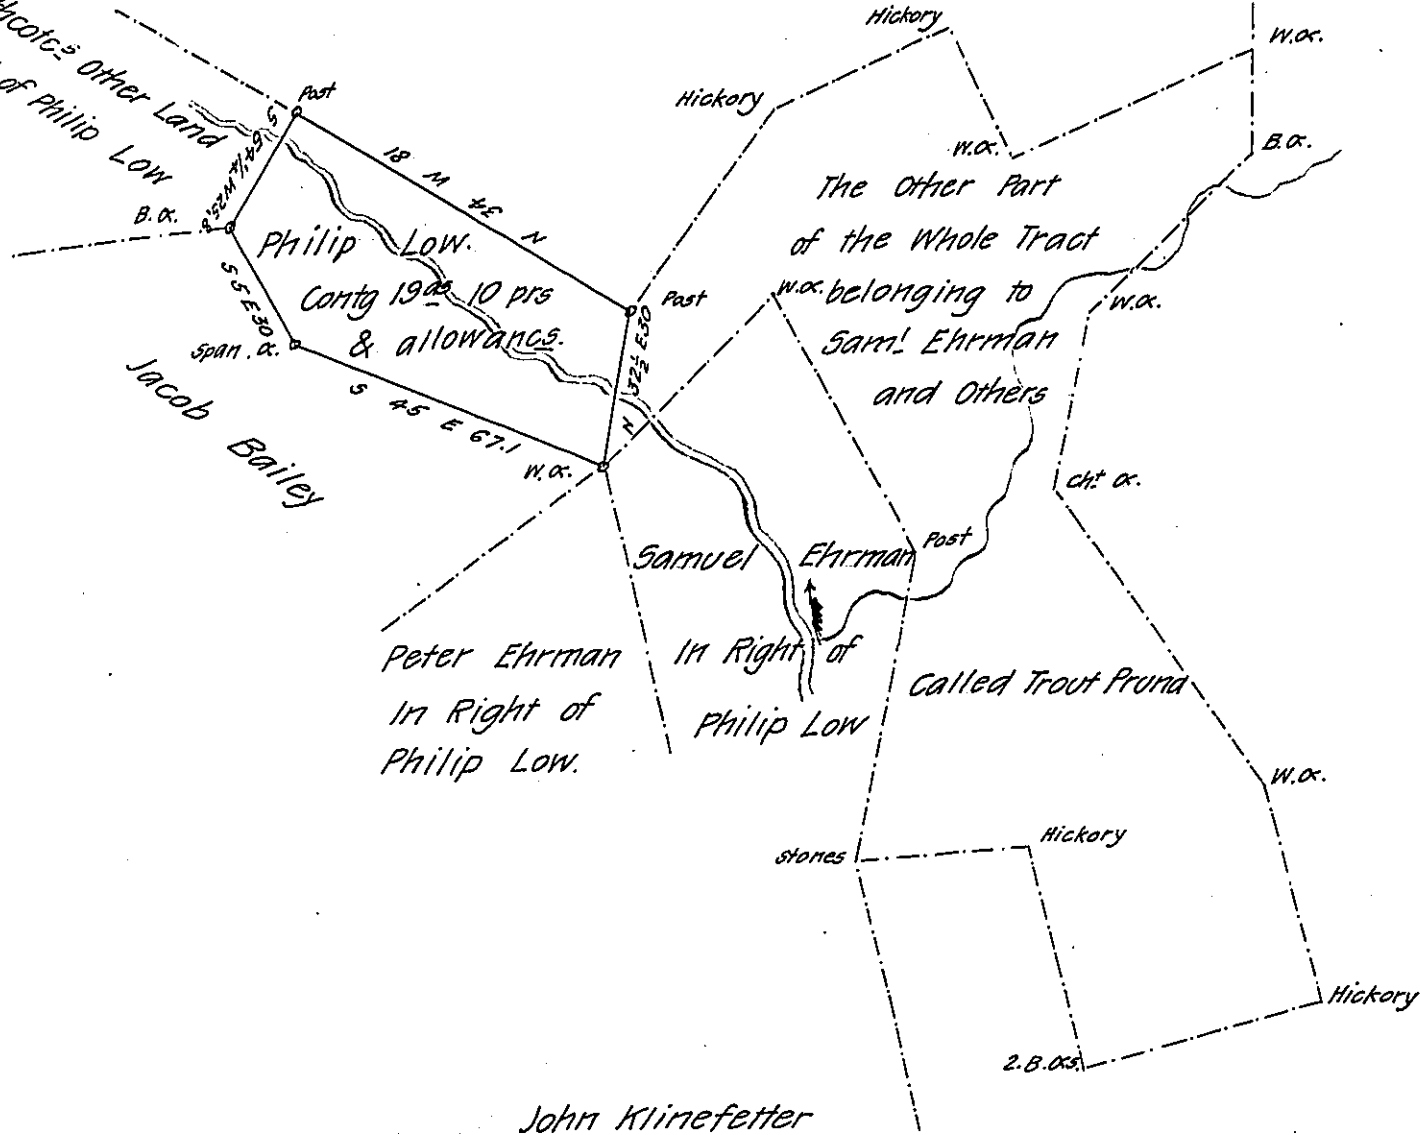 Other Land
of Philip Low
Post
S 64¼ W 25.8
B.o.
Philip Low.
Contg 19as 10 prs
& allowancs.
N 34 W 81
S 5 E 30
Span. o.
S 45 E 67.1
W.o.
N 32½ E 30
Post
Jacob Bailey
Hickory
Hickory
W.o.
W.o.
B.o.
The Other Part
of the Whole Tract
belonging to
Saml Ehrman
and Others
W.o.
W.o.
Cht o.
Samuel Ehrman
In Right of
Philip Low
Post
Peter Ehrman
In Right of
Philip Low.
Called Trout Prund
W.o.
Stones
Hickory
Hickory
2.B.os.
John Klinefetter